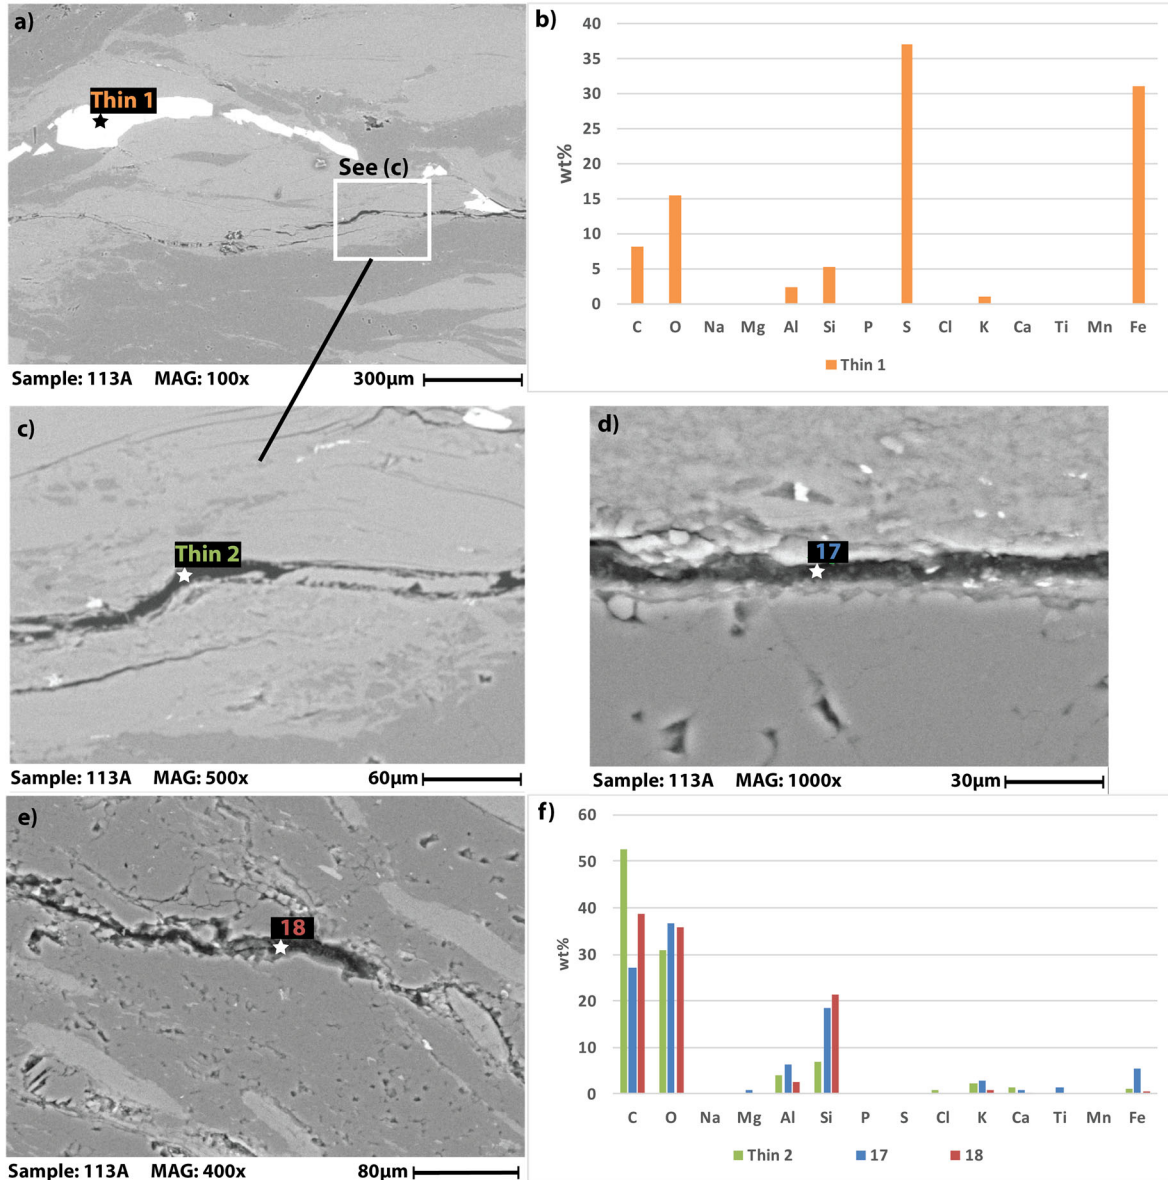 a)
Thin 1
See (c)
Sample: 113A MAG: 100x 300µm
b)
wt%
40
35
30
25
20
15
10
5
0
C O Na Mg Al Si P S Cl K Ca Ti Mn Fe
Thin 1
c)
Thin 2
Sample: 113A MAG: 500x 60µm
d)
17
Sample: 113A MAG: 1000x 30µm
e)
18
Sample: 113A MAG: 400x 80µm
f)
wt%
60
50
40
30
20
10
0
C O Na Mg Al Si P S Cl K Ca Ti Mn Fe
Thin 2 17 18